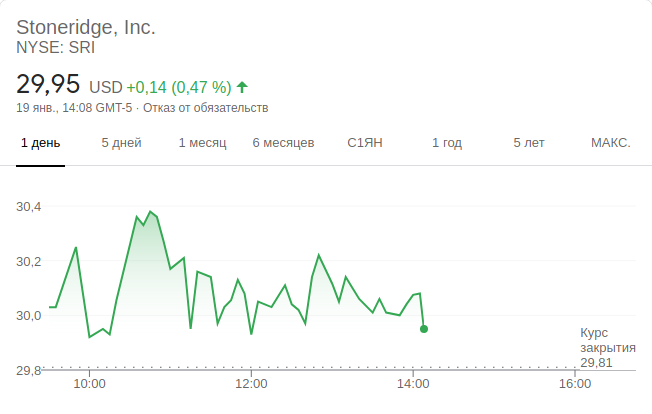 Stoneridge, Inc.
NYSE: SRI
29,95 USD +0,14 (0,47 %)
19 янв., 14:08 GMT-5 · Отказ от обязательств
1 день 5 дней 1 месяц 6 месяцев С1ЯН 1 год 5 лет МАКС.
30,4
30,2
30,0
Курс
закрытия
29,81
29,8
10:00 12:00 14:00 16:00